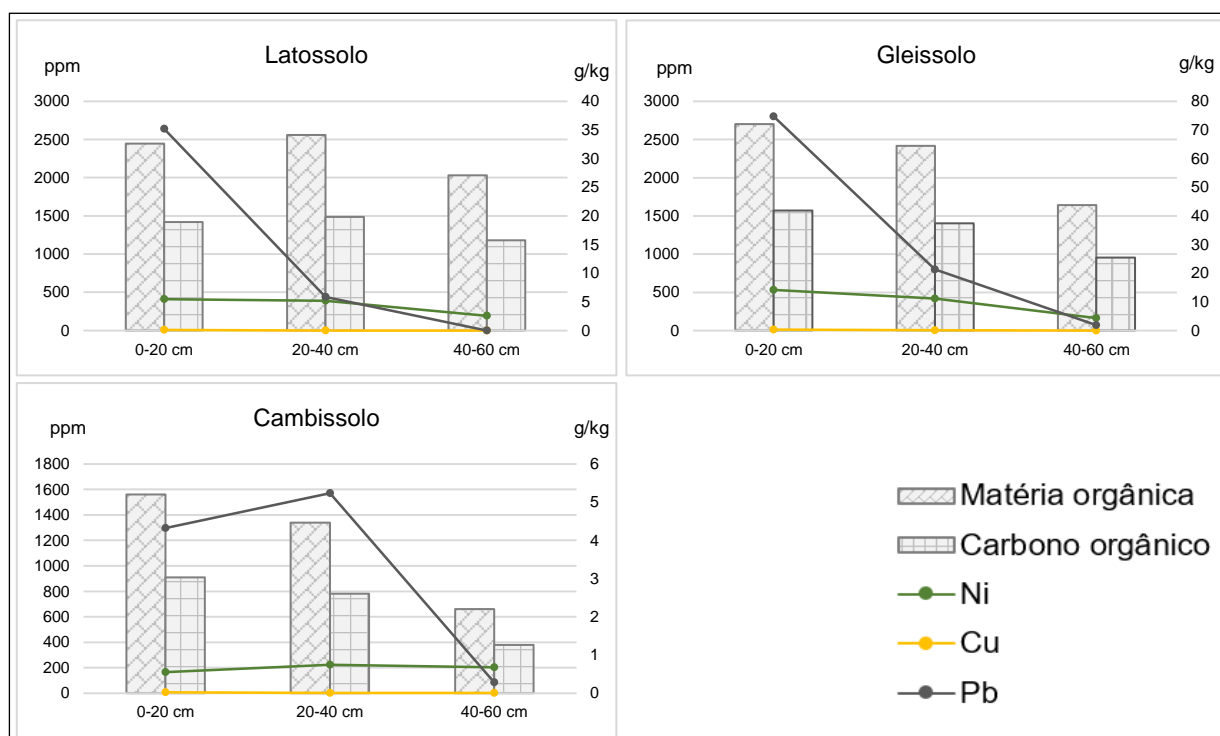 Latossolo
ppm
g/kg
3000
2500
2000
1500
1000
500
0
40
35
30
25
20
15
10
5
0
0-20 cm 20-40 cm 40-60 cm
Gleissolo
ppm
g/kg
3000
2500
2000
1500
1000
500
0
80
70
60
50
40
30
20
10
0
0-20 cm 20-40 cm 40-60 cm
Cambissolo
ppm
g/kg
1800
1600
1400
1200
1000
800
600
400
200
0
6
5
4
3
2
1
0
0-20 cm 20-40 cm 40-60 cm
Matéria orgânica
Carbono orgânico
Ni
Cu
Pb